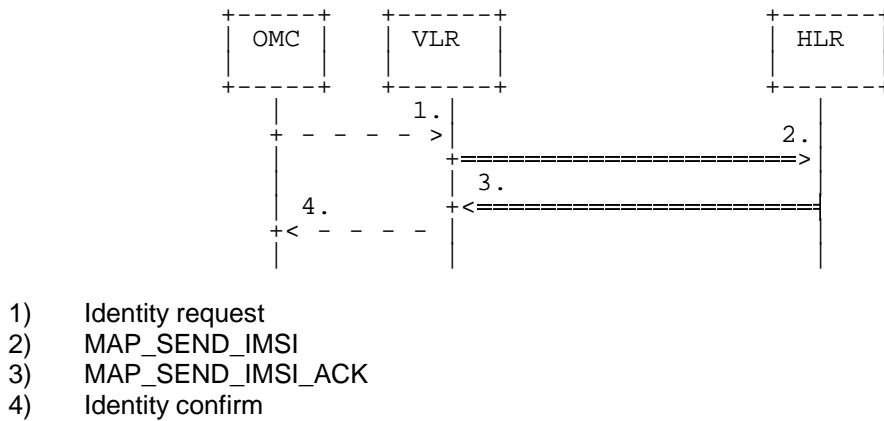 OMC VLR HLR
1.
2.
3.
4.
1) Identity request
2) MAP_SEND_IMSI
3) MAP_SEND_IMSI_ACK
4) Identity confirm